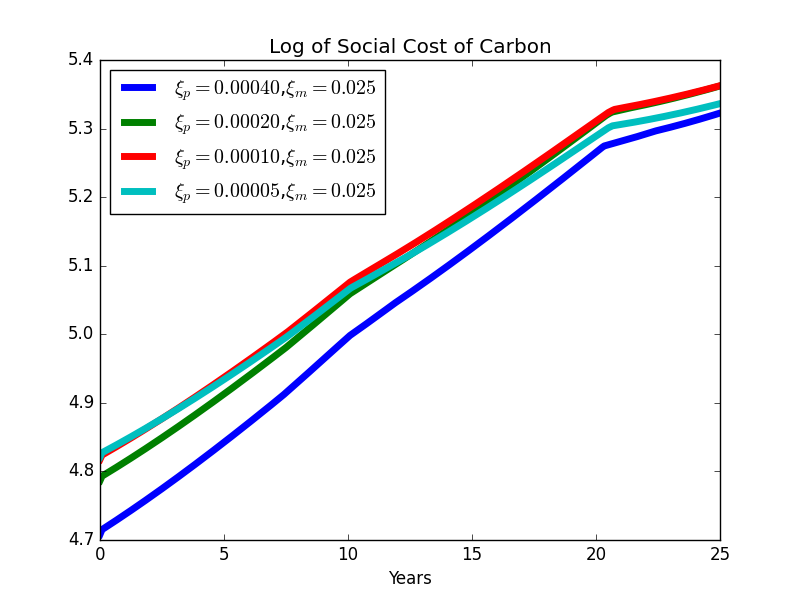 Log of Social Cost of Carbon
5.4
5.3
5.2
5.1
5.0
4.9
4.8
4.7
ξp = 0.00040,ξm = 0.025
ξp = 0.00020,ξm = 0.025
ξp = 0.00010,ξm = 0.025
ξp = 0.00005,ξm = 0.025
0 5 10 15 20 25
Years